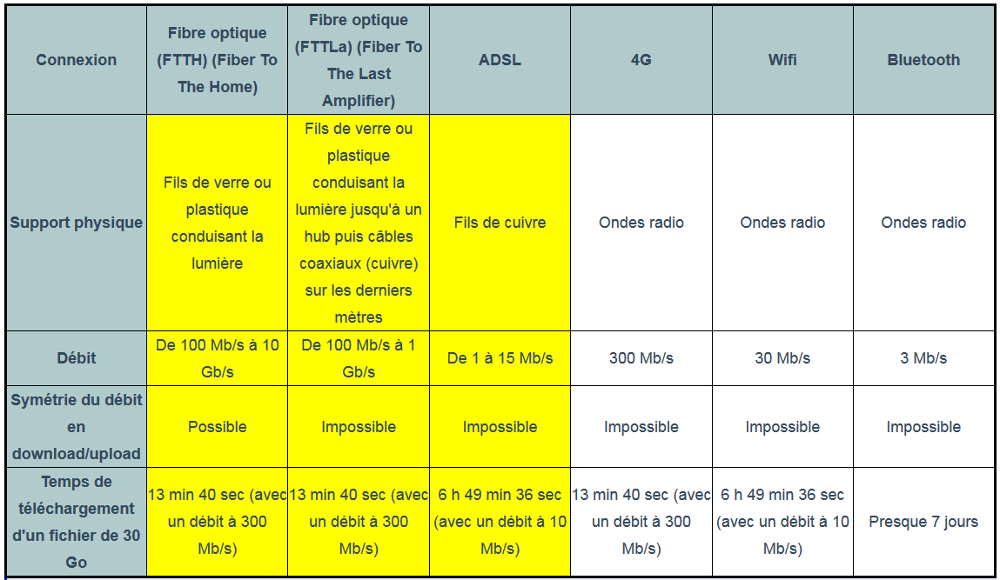 Connexion
Fibre optique
(FTTH) (Fiber To
The Home)
Fibre optique
(FTTLa) (Fiber To
The Last
Amplifier)
ADSL
4G
Wifi
Bluetooth
Support physique
Fils de verre ou
plastique
conduisant la
lumière
Fils de verre ou
plastique
conduisant la
lumière jusqu'à un
hub puis câbles
coaxiaux (cuivre)
sur les derniers
mètres
Fils de cuivre
Ondes radio
Ondes radio
Ondes radio
Débit
De 100 Mb/s à 10
Gb/s
De 100 Mb/s à 1
Gb/s
De 1 à 15 Mb/s
300 Mb/s
30 Mb/s
3 Mb/s
Symétrie du débit
en
download/upload
Possible
Impossible
Impossible
Impossible
Impossible
Impossible
Temps de
téléchargement
d'un fichier de 30
Go
13 min 40 sec (avec
un débit à 300
Mb/s)
13 min 40 sec (avec
un débit à 300
Mb/s)
6 h 49 min 36 sec
(avec un débit à 10
Mb/s)
13 min 40 sec (avec
un débit à 300
Mb/s)
6 h 49 min 36 sec
(avec un débit à 10
Mb/s)
Presque 7 jours